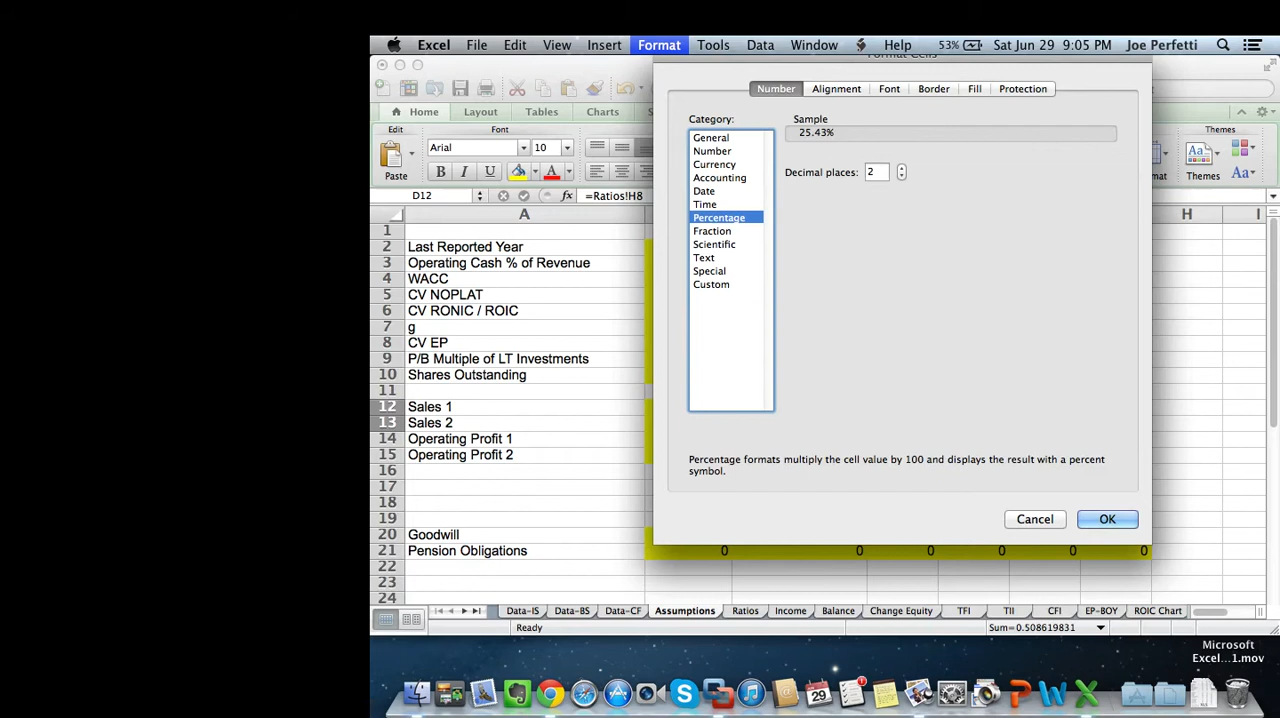 Excel File Edit View Insert Format Tools Data Window Help 53% Sat Jun 29 9:05 PM Joe Perfetti
Format Cells
Home Layout Tables Charts
Number Alignment Font Border Fill Protection
Edit Font Themes
Arial 10
Paste B I U A Themes Aa
D12 fx =Ratios!H8
Category:
General
Number
Currency
Accounting
Date
Time
Percentage
Fraction
Scientific
Text
Special
Custom
Sample
25.43%
Decimal places: 2
Percentage formats multiply the cell value by 100 and displays the result with a percent
symbol.
Cancel OK
A H I
1
2 Last Reported Year
3 Operating Cash % of Revenue
4 WACC
5 CV NOPLAT
6 CV RONIC / ROIC
7 g
8 CV EP
9 P/B Multiple of LT Investments
10 Shares Outstanding
11
12 Sales 1
13 Sales 2
14 Operating Profit 1
15 Operating Profit 2
16
17
18
19
20 Goodwill
21 Pension Obligations 0 0 0 0 0 0
22
23
24
Data-IS Data-BS Data-CF Assumptions Ratios Income Balance Change Equity TFI TII CFI EP-BOY ROIC Chart
Ready Sum=0.508619831
Microsoft
Excel...1.mov
29 1